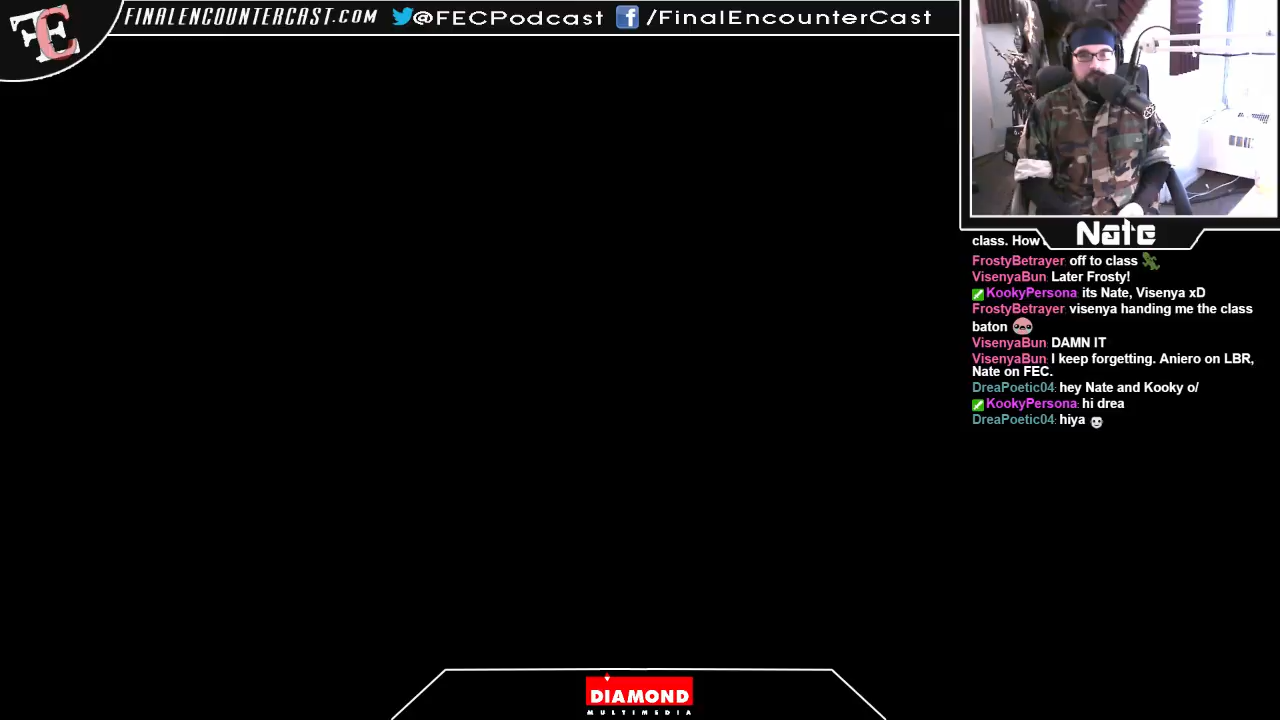 FC
FINALENCOUNTERCAST.COM @FECPodcast /FinalEncounterCast
Nate
class. How
FrostyBetrayer: off to class
VisenyaBun: Later Frosty!
KookyPersona: its Nate, Visenya xD
FrostyBetrayer: visenya handing me the class
baton
VisenyaBun: DAMN IT
VisenyaBun: I keep forgetting. Aniero on LBR,
Nate on FEC.
DreaPoetic04: hey Nate and Kooky o/
KookyPersona: hi drea
DreaPoetic04: hiya
DIAMOND
MULTIMEDIA